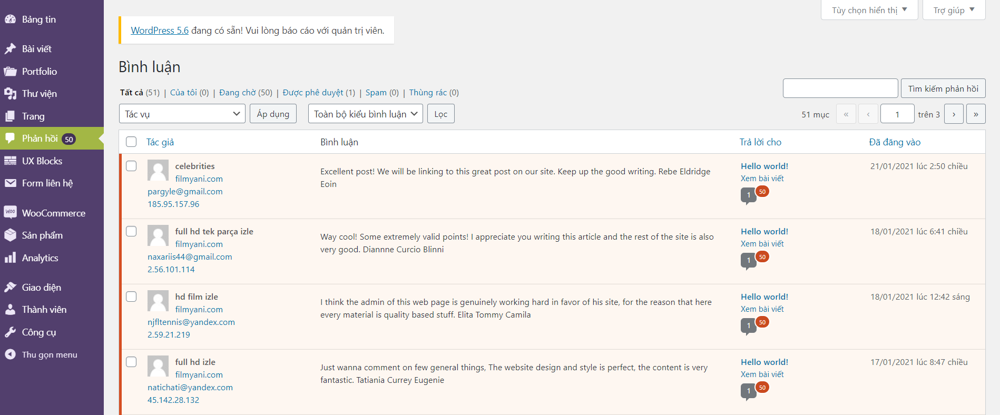 Tùy chọn hiển thị
Trợ giúp
Bảng tin
Bài viết
Portfolio
Thư viện
Trang
Phản hồi 50
UX Blocks
Form liên hệ
WooCommerce
Sản phẩm
Analytics
Giao diện
Thành viên
Công cụ
Thu gọn menu
WordPress 5.6 đang có sẵn! Vui lòng báo cáo với quản trị viên.
Bình luận
Tất cả (51) | Của tôi (0) | Đang chờ (50) | Được phê duyệt (1) | Spam (0) | Thùng rác (0)
Tìm kiếm phản hồi
Tác vụ Áp dụng Toàn bộ kiểu bình luận Lọc
51 mục « ‹ 1 trên 3 › »
Tác giả Bình luận Trả lời cho Đã đăng vào
celebrities
filmyani.com
pargyle@gmail.com
185.95.157.96
Excellent post! We will be linking to this great post on our site. Keep up the good writing. Rebe Eldridge
Eoin
Hello world!
Xem bài viết
1 50
21/01/2021 lúc 2:50 chiều
full hd tek parça izle
filmyani.com
naxariis44@gmail.com
2.56.101.114
Way cool! Some extremely valid points! I appreciate you writing this article and the rest of the site is also
very good. Diannne Curcio Blinni
Hello world!
Xem bài viết
1 50
18/01/2021 lúc 6:41 chiều
hd film izle
filmyani.com
njfltennis@yandex.com
2.59.21.219
I think the admin of this web page is genuinely working hard in favor of his site, for the reason that here
every material is quality based stuff. Elita Tommy Camila
Hello world!
Xem bài viết
1 50
18/01/2021 lúc 12:42 sáng
full hd izle
filmyani.com
natichati@yandex.com
45.142.28.132
Just wanna comment on few general things, The website design and style is perfect, the content is very
fantastic. Tatiania Currey Eugenie
Hello world!
Xem bài viết
1 50
17/01/2021 lúc 8:47 chiều